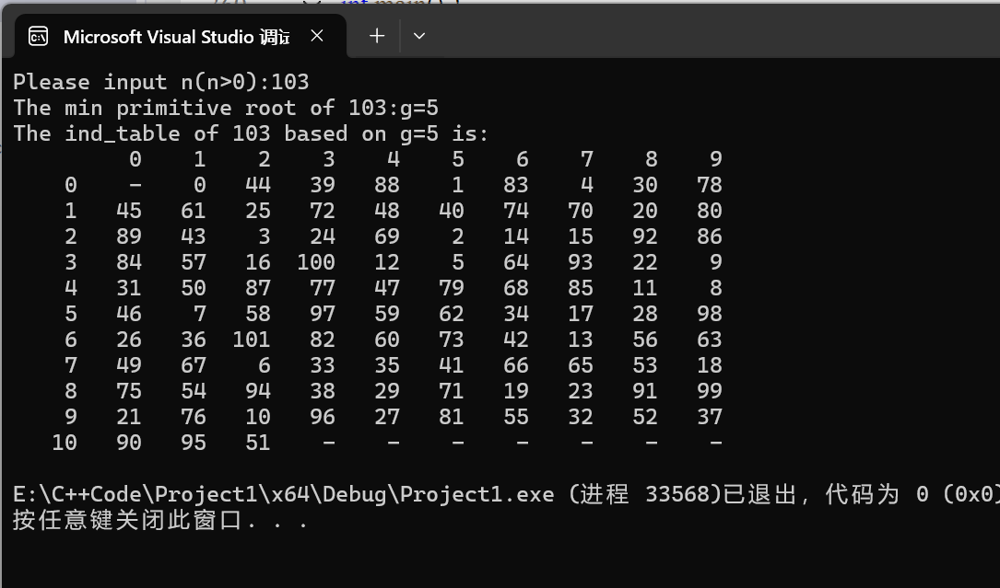 Microsoft Visual Studio 调试
Please input n(n>0):103
The min primitive root of 103:g=5
The ind_table of 103 based on g=5 is:
0 1 2 3 4 5 6 7 8 9
0 - 0 44 39 88 1 83 4 30 78
1 45 61 25 72 48 40 74 70 20 80
2 89 43 3 24 69 2 14 15 92 86
3 84 57 16 100 12 5 64 93 22 9
4 31 50 87 77 47 79 68 85 11 8
5 46 7 58 97 59 62 34 17 28 98
6 26 36 101 82 60 73 42 13 56 63
7 49 67 6 33 35 41 66 65 53 18
8 75 54 94 38 29 71 19 23 91 99
9 21 76 10 96 27 81 55 32 52 37
10 90 95 51 - - - - - - -
E:\C++Code\Project1\x64\Debug\Project1.exe (进程 33568)已退出，代码为 0 (0x0)
按任意键关闭此窗口. . .